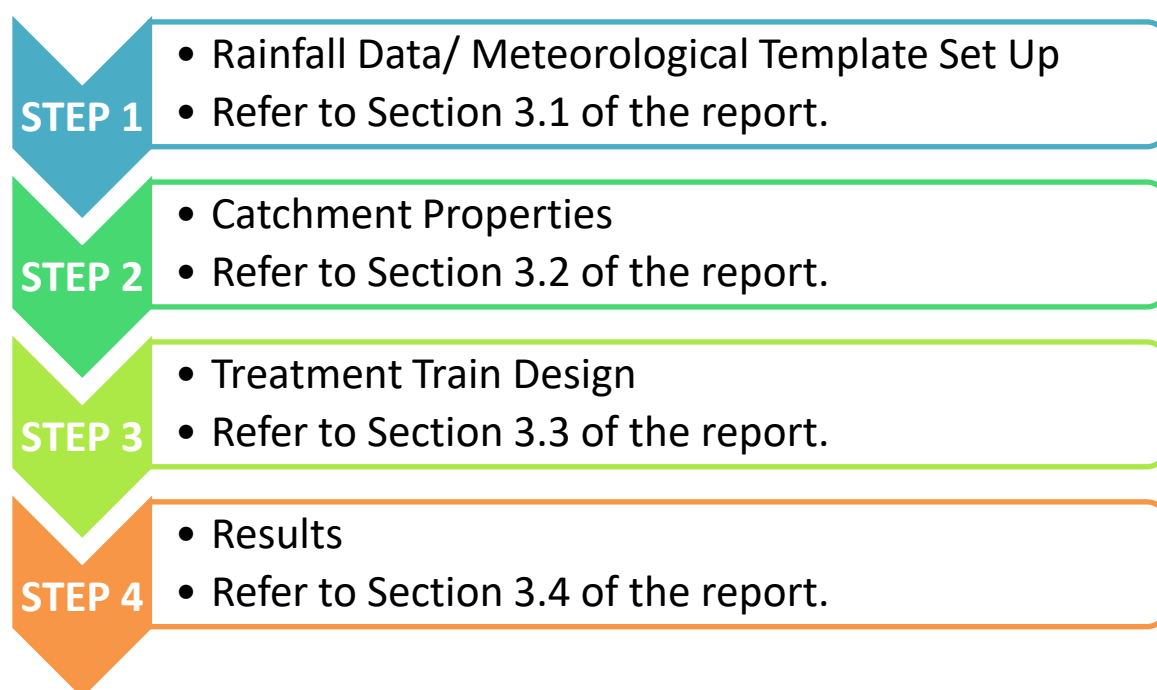 STEP 1
• Rainfall Data/ Meteorological Template Set Up
• Refer to Section 3.1 of the report.
STEP 2
• Catchment Properties
• Refer to Section 3.2 of the report.
STEP 3
• Treatment Train Design
• Refer to Section 3.3 of the report.
STEP 4
• Results
• Refer to Section 3.4 of the report.